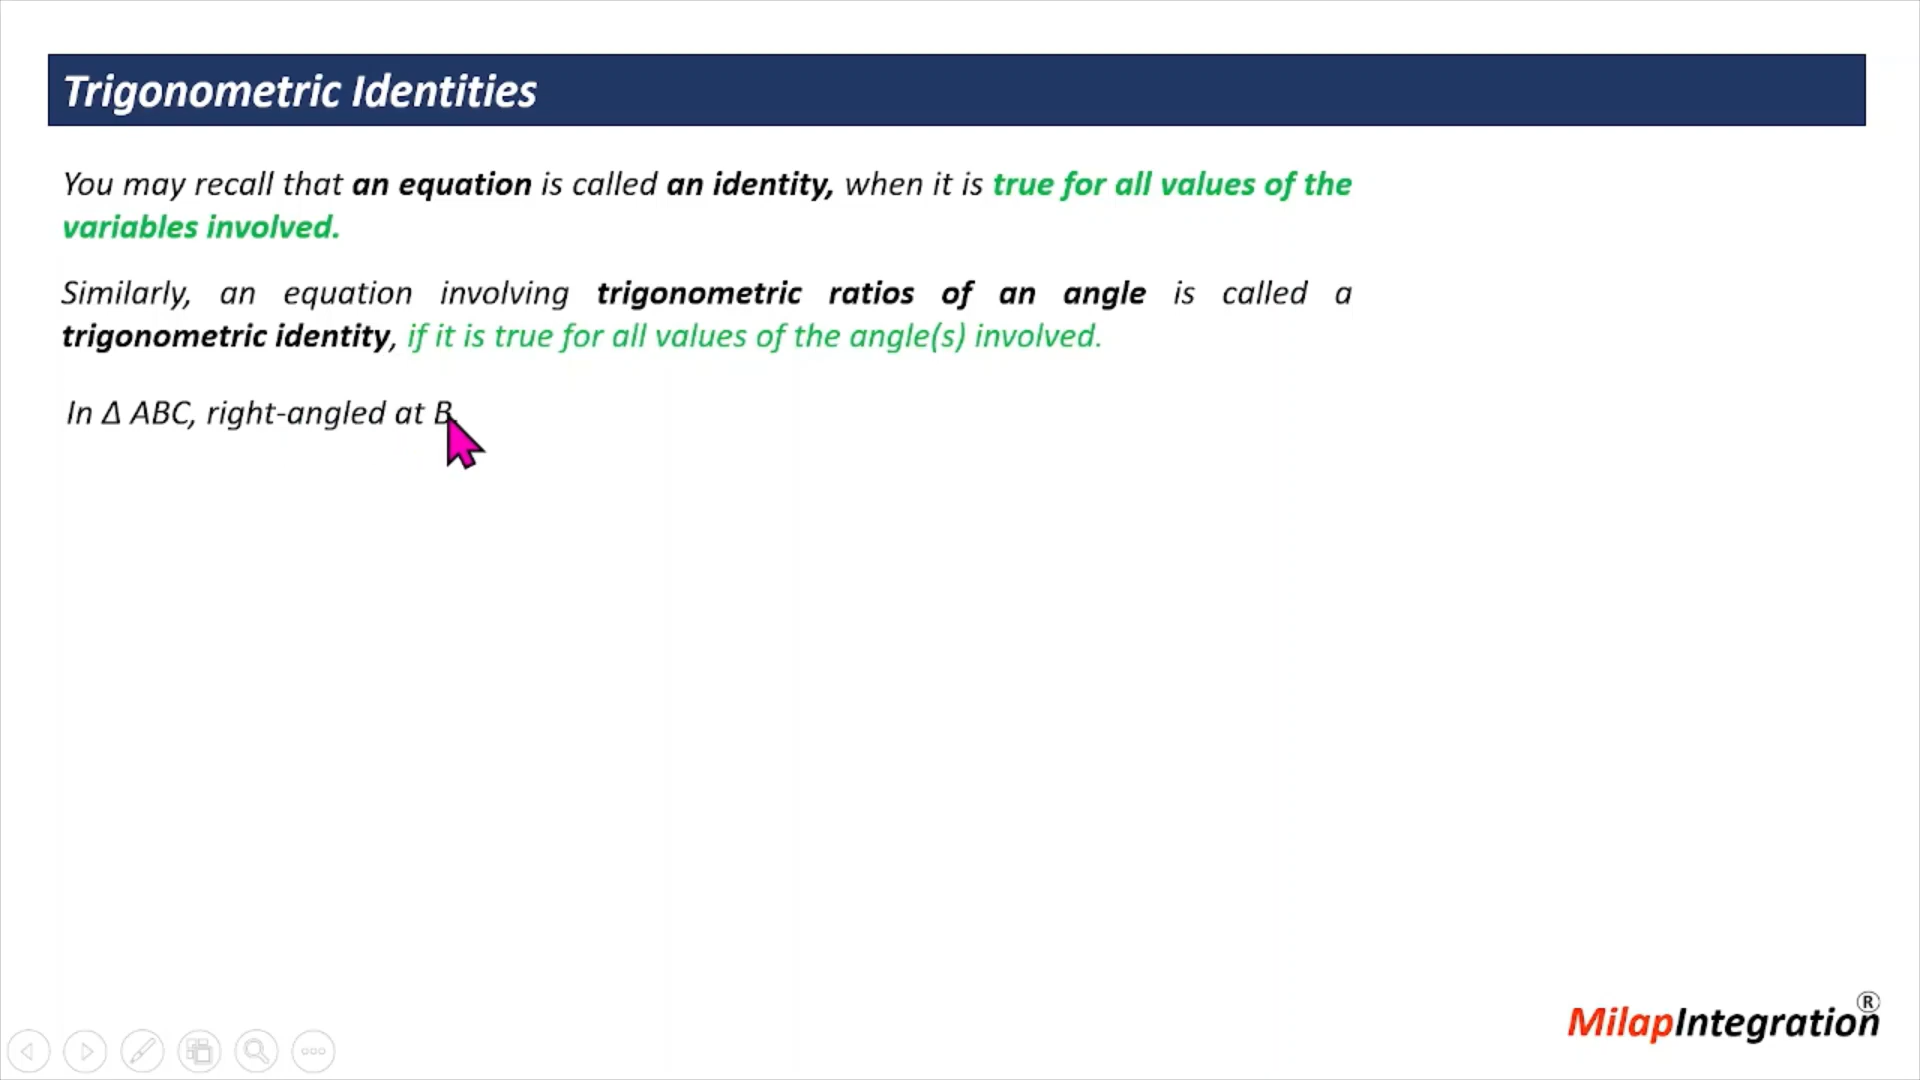 Trigonometric Identities
You may recall that an equation is called an identity, when it is true for all values of the
variables involved.
Similarly, an equation involving trigonometric ratios of an angle is called a
trigonometric identity, if it is true for all values of the angle(s) involved.
In Δ ABC, right-angled at B.
MilapIntegration®